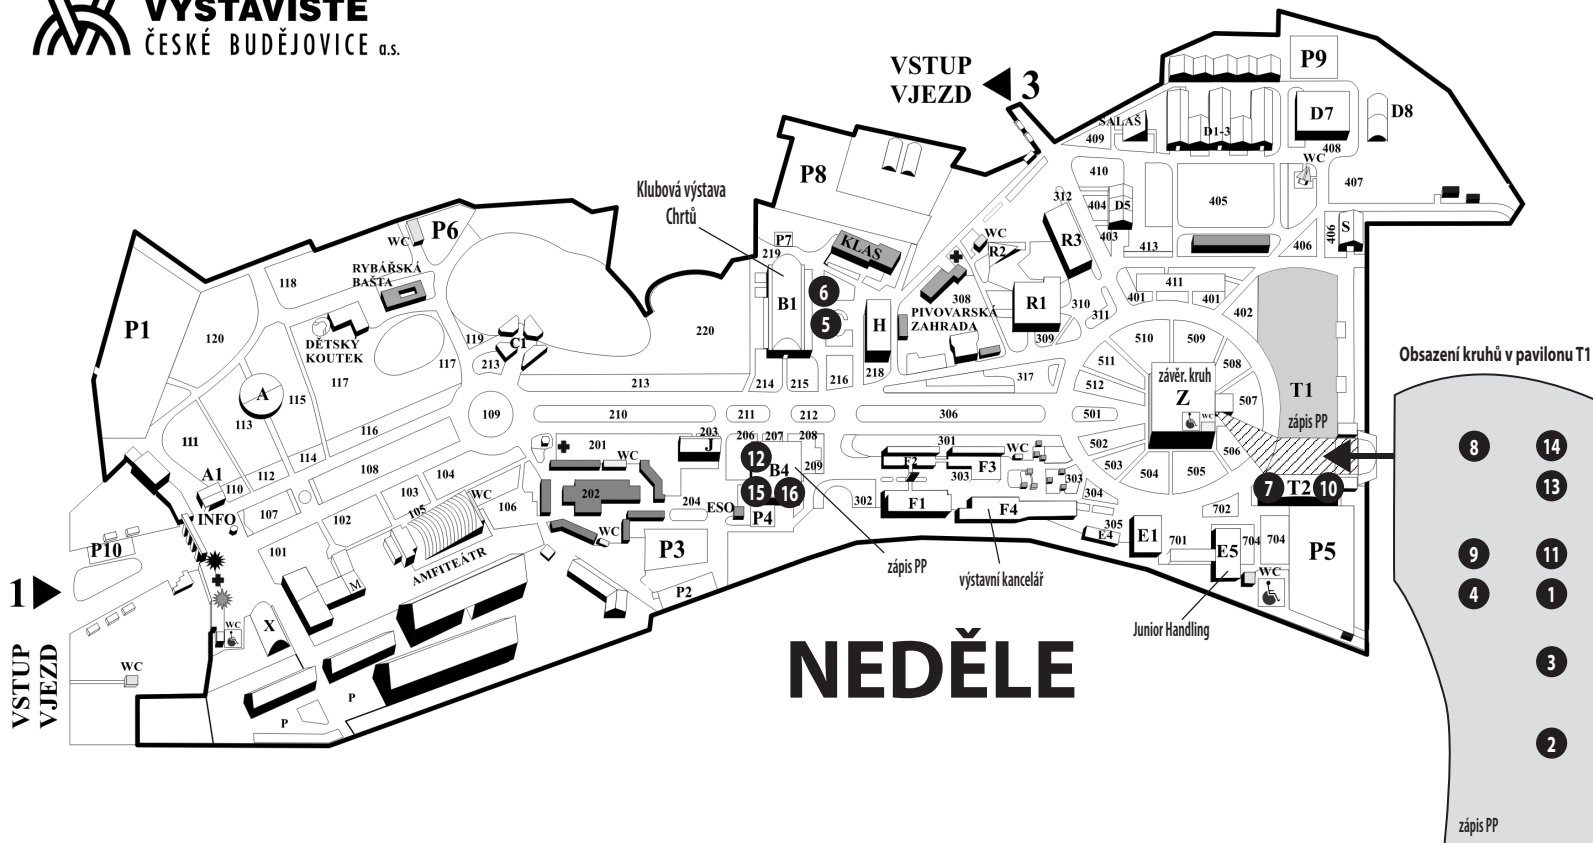 VÝSTAVIŠTĚ
ČESKÉ BUDĚJOVICE a.s.
VSTUP
VJEZD
3
P9
D7
D8
SALAŠ
409
D1-3
408
WC
407
410
404
D5
403
405
413
406
406
S
312
R3
P8
Klubová výstava
Chrtů
P7
219
KLAS
WC
R2
B1
6
5
H
308
PIVOVARSKÁ
ZAHRADA
R1
310
309
311
401
411
401
402
P6
WC
RYBÁŘSKÁ
BAŠTA
118
P1
120
DĚTSKÝ
KOUTEK
119
C1
213
117
117
220
A
115
113
111
116
114
112
109
213
214
215
216
218
317
510
509
511
508
512
závěr. kruh
Z
WC
507
T1
zápis PP
Obsazení kruhů v pavilonu T1
210
211
212
306
501
502
503
504
505
506
201
WC
203
J
206
207
208
12
B4
209
15
16
P4
ESO
204
202
WC
301
F2
303
F3
WC
303
302
F1
F4
304
305
E4
E1
701
702
E5
704
704
WC
P5
7
T2
10
A1
110
INFO
107
108
104
103
102
105
WC
106
101
AMFITEÁTR
M
P10
P3
P2
zápis PP
výstavní kancelář
Junior Handling
1
VSTUP
VJEZD
WC
WC
X
P
P
NEDĚLE
8
14
13
9
11
4
1
3
2
zápis PP